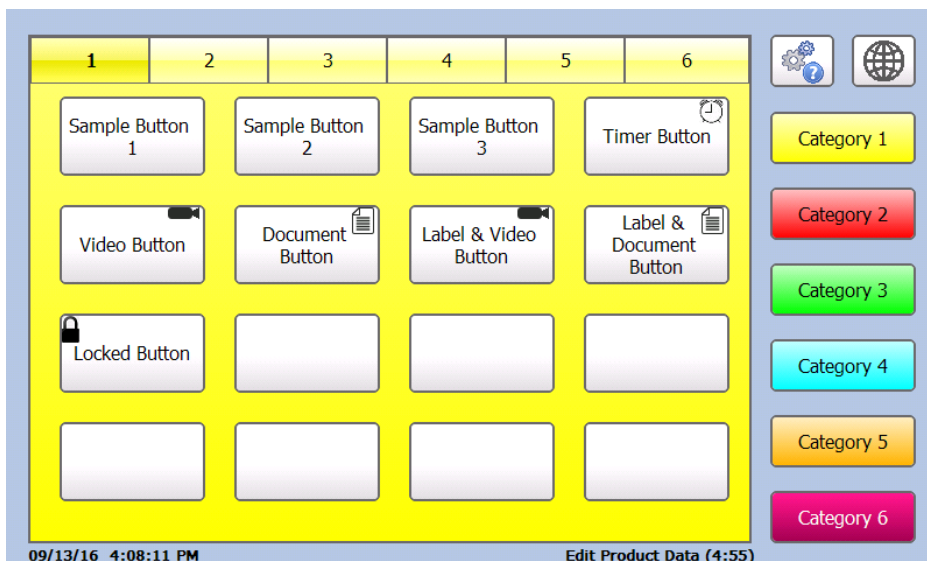 1 2 3 4 5 6
?
Sample Button
1
Sample Button
2
Sample Button
3
Timer Button
Category 1
Video Button
Document
Button
Label & Video
Button
Label &
Document
Button
Category 2
Category 3
Locked Button
Category 4
Category 5
Category 6
09/13/16 4:08:11 PM
Edit Product Data (4:55)